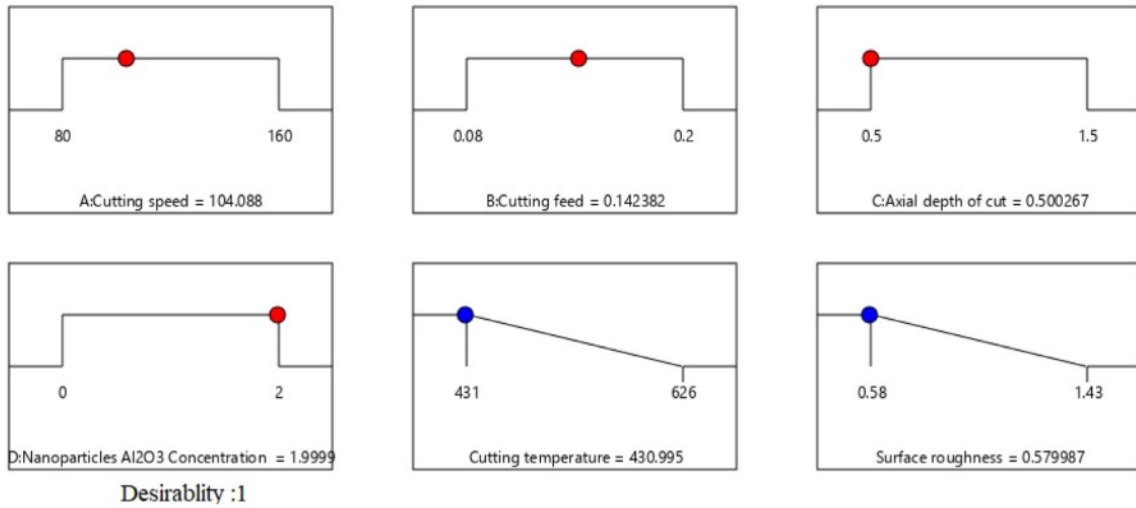 80 160
A:Cutting speed = 104.088
0.08 0.2
B:Cutting feed = 0.142382
0.5 1.5
C:Axial depth of cut = 0.500267
0 2
D:Nanoparticles Al2O3 Concentration = 1.9999
431 626
Cutting temperature = 430.995
0.58 1.43
Surface roughness = 0.579987
Desirablity :1